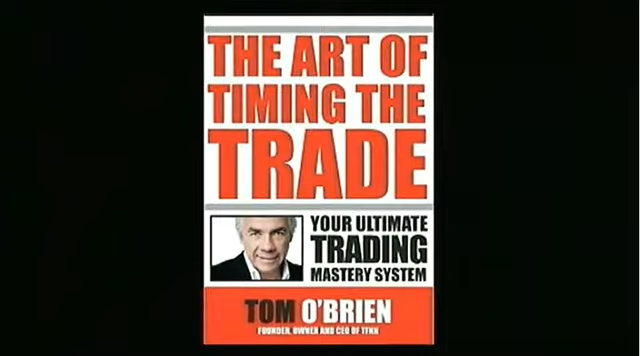 THE ART OF
TIMING THE
TRADE
YOUR ULTIMATE
TRADING
MASTERY SYSTEM
TOM O'BRIEN
FOUNDER, OWNER AND CEO OF TFNN